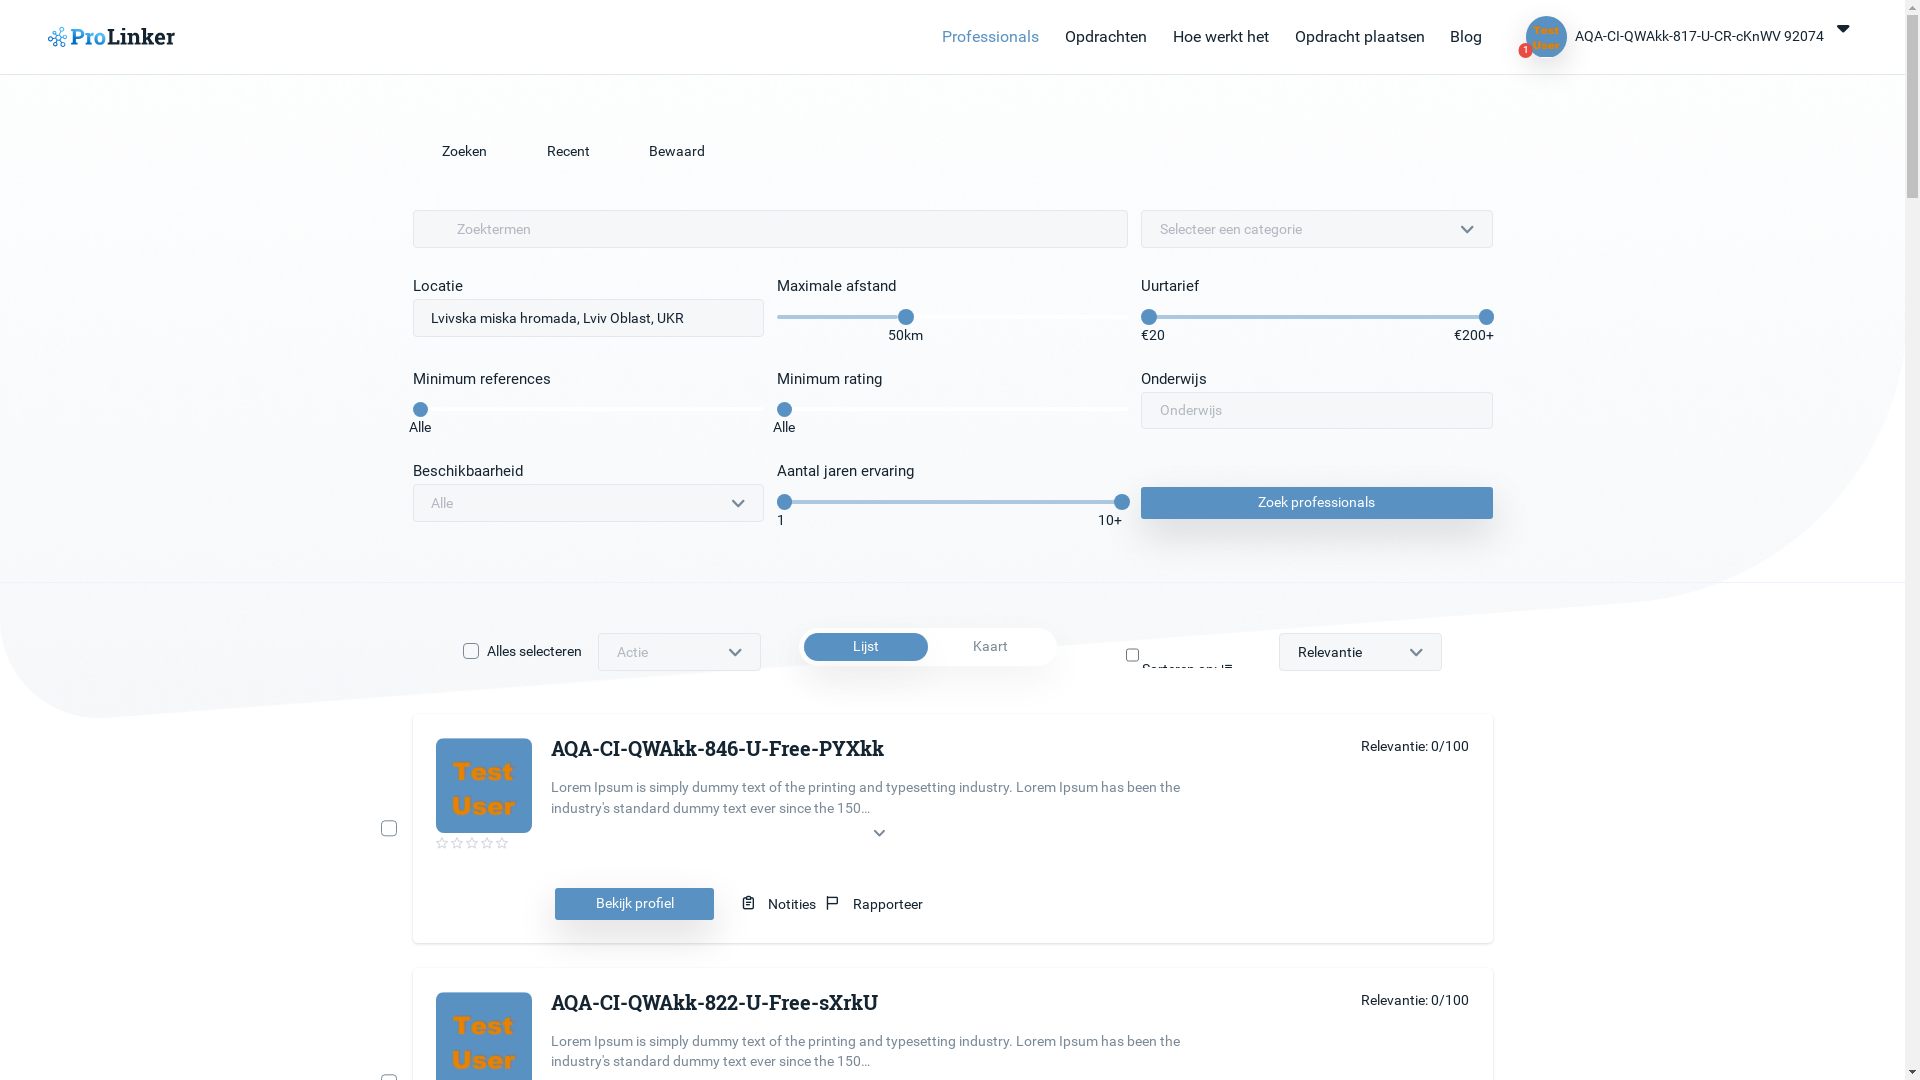 ProLinker
Professionals Opdrachten Hoe werkt het Opdracht plaatsen Blog
Test User
1
AQA-CI-QWAkk-817-U-CR-cKnWV 92074
Zoeken Recent Bewaard
Zoektermen
Selecteer een categorie
Locatie
Lvivska miska hromada, Lviv Oblast, UKR
Maximale afstand
50km
Uurtarief
€20 €200+
Minimum references
Alle
Minimum rating
Alle
Onderwijs
Onderwijs
Beschikbaarheid
Alle
Aantal jaren ervaring
1 10+
Zoek professionals
Alles selecteren
Actie
Lijst Kaart
Sorteren op:
Relevantie
Test
User
AQA-CI-QWAkk-846-U-Free-PYXkk
Relevantie: 0/100
Lorem Ipsum is simply dummy text of the printing and typesetting industry. Lorem Ipsum has been the
industry's standard dummy text ever since the 150...
Bekijk profiel
Notities
Rapporteer
Test
User
AQA-CI-QWAkk-822-U-Free-sXrkU
Relevantie: 0/100
Lorem Ipsum is simply dummy text of the printing and typesetting industry. Lorem Ipsum has been the
industry's standard dummy text ever since the 150...